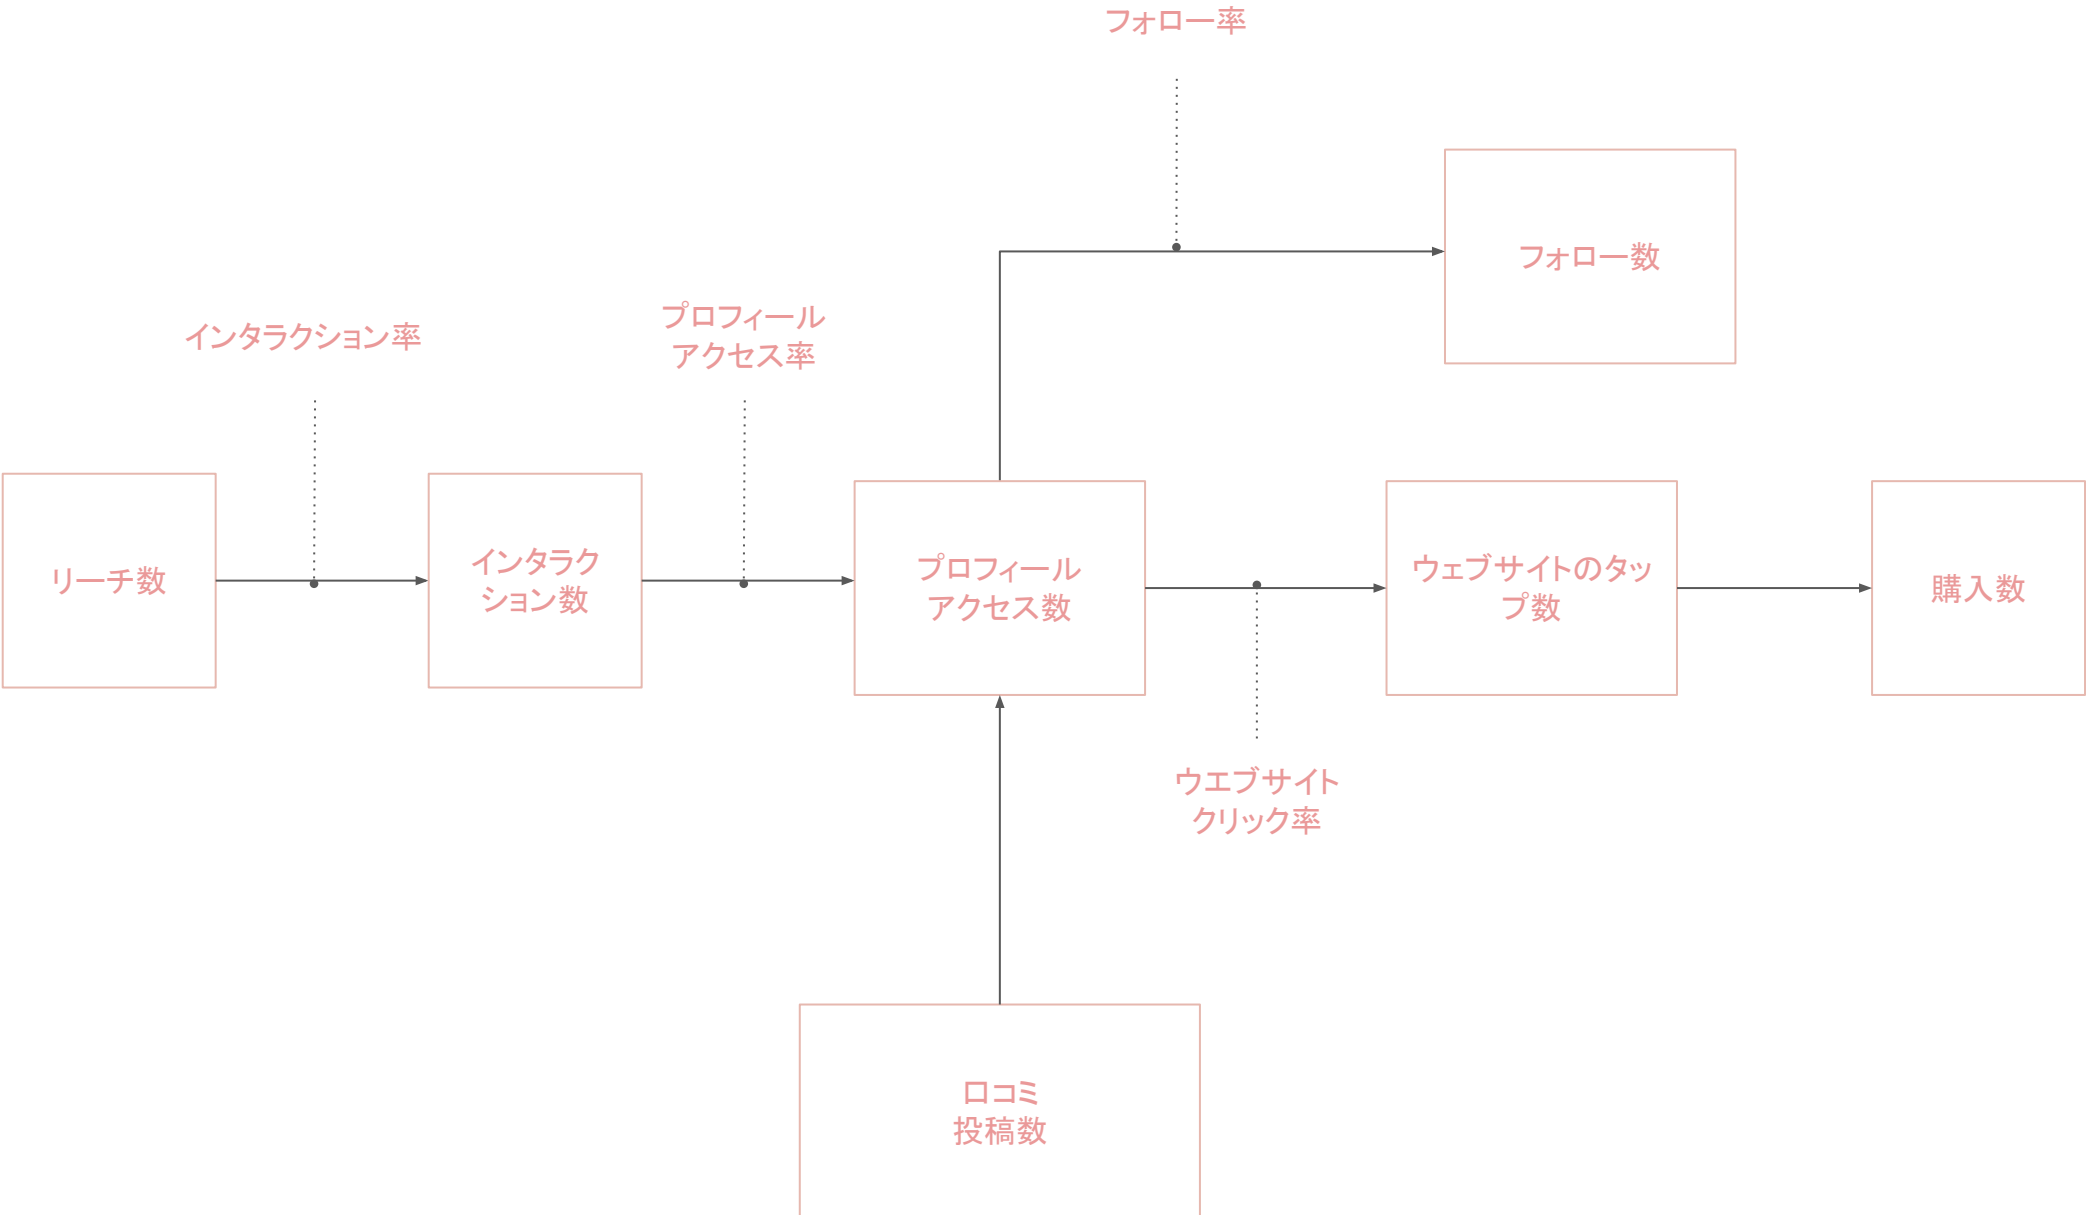 フォロー率
フォロー数
インタラクション率
プロフィール
アクセス率
リーチ数
インタラク
ション数
プロフィール
アクセス数
ウェブサイトのタッ
プ数
購入数
ウエブサイト
クリック率
口コミ
投稿数